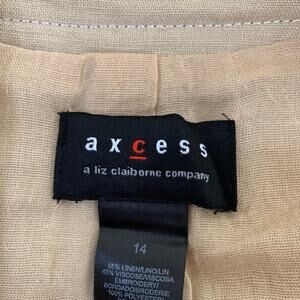 axcess
a liz claiborne company
14
55% LINEN/LINO/LIN
45% VISCOSE/VISCOSA
EMBROIDERY/
BORDADO/BRODERIE
100% POLYESTER